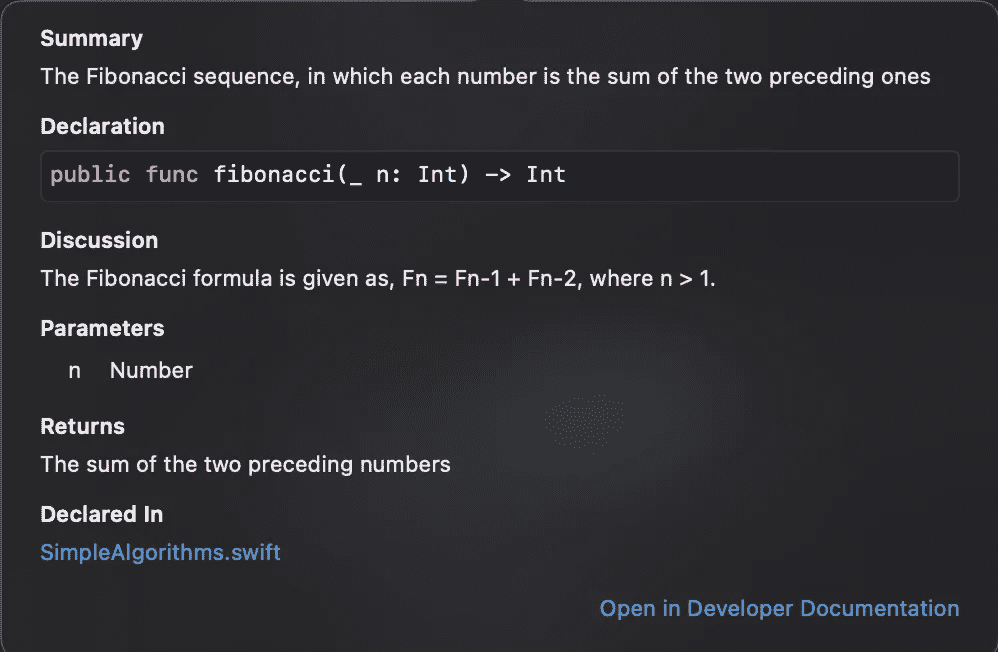 Summary
The Fibonacci sequence, in which each number is the sum of the two preceding ones
Declaration
public func fibonacci(_ n: Int) -> Int
Discussion
The Fibonacci formula is given as, Fn = Fn-1 + Fn-2, where n > 1.
Parameters
n Number
Returns
The sum of the two preceding numbers
Declared In
SimpleAlgorithms.swift
Open in Developer Documentation